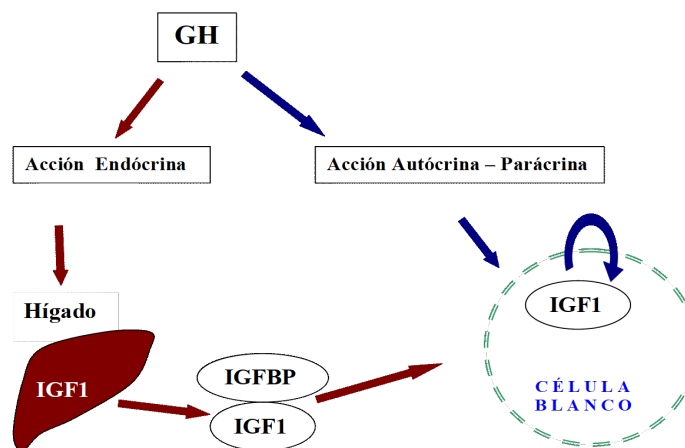 GH
Acción Endócrina
Acción Autócrina – Parácrina
Hígado
IGF1
IGFBP
IGF1
IGF1
CÉLULA
BLANCO